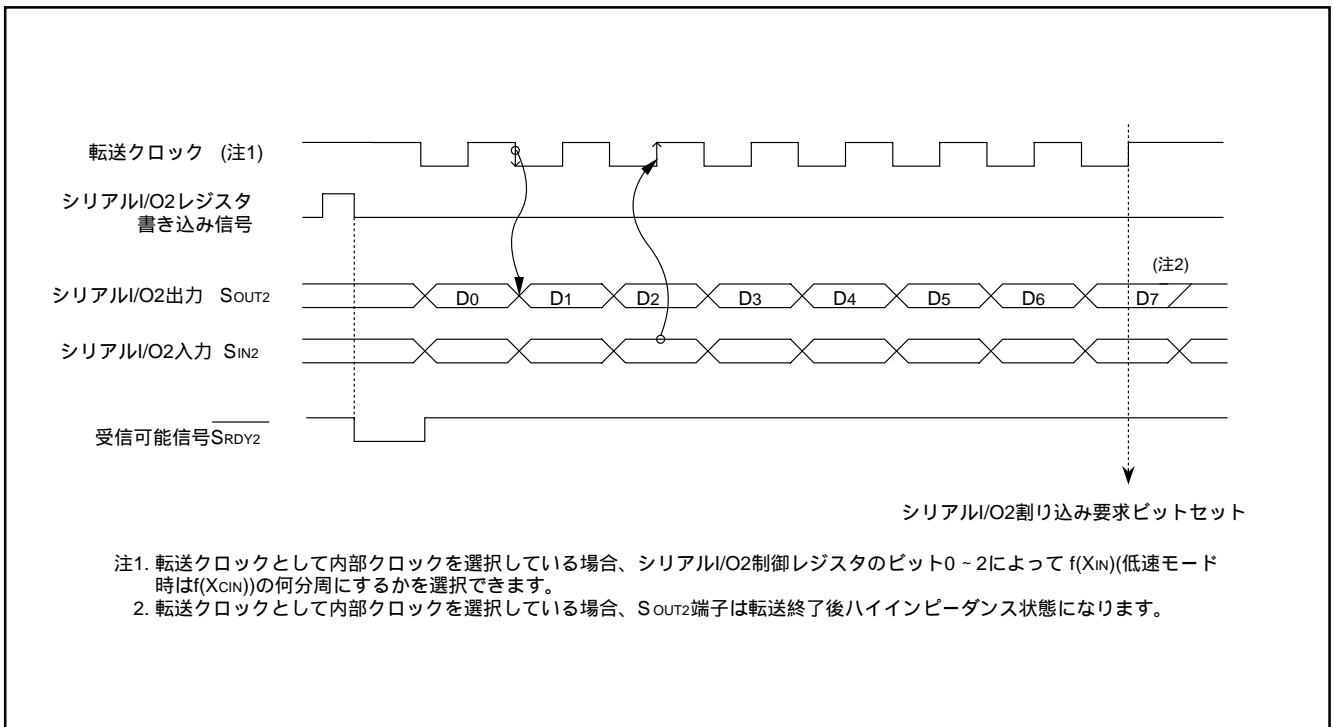 転送クロック (注1)
シリアルI/O2レジスタ
書き込み信号
(注2)
シリアルI/O2出力 SOUT2
D0 D1 D2 D3 D4 D5 D6 D7
シリアルI/O2入力 SIN2
受信可能信号SRDY2
シリアルI/O2割り込み要求ビットセット
注1. 転送クロックとして内部クロックを選択している場合、シリアルI/O2制御レジスタのビット0 ~ 2によって f(XIN)(低速モード
時はf(XCIN))の何分周にするかを選択できます。
2. 転送クロックとして内部クロックを選択している場合、SOUT2端子は転送終了後ハイインピーダンス状態になります。